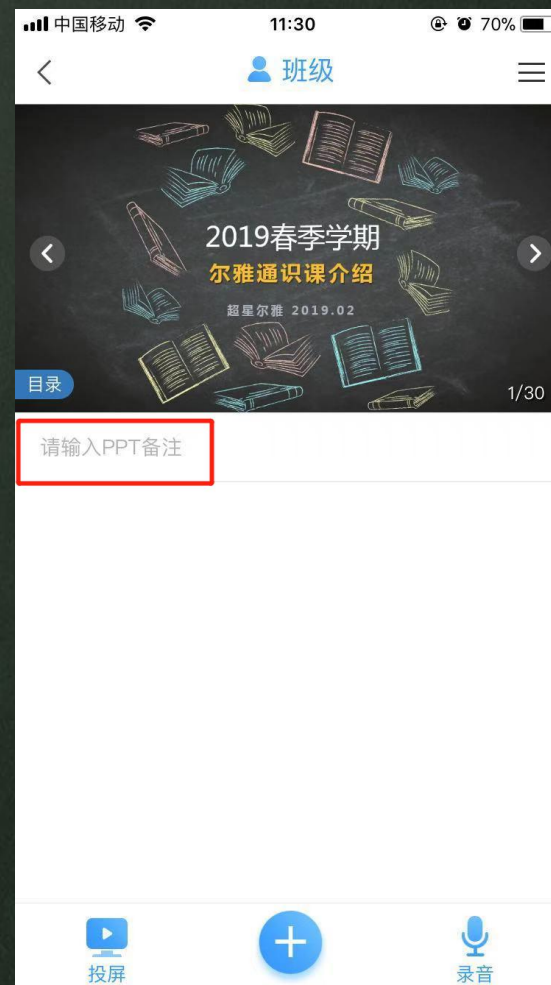 中国移动 11:30 70%
班级
2019春季学期
尔雅通识课介绍
超星尔雅 2019.02
目录
1/30
请输入PPT备注
投屏
录音